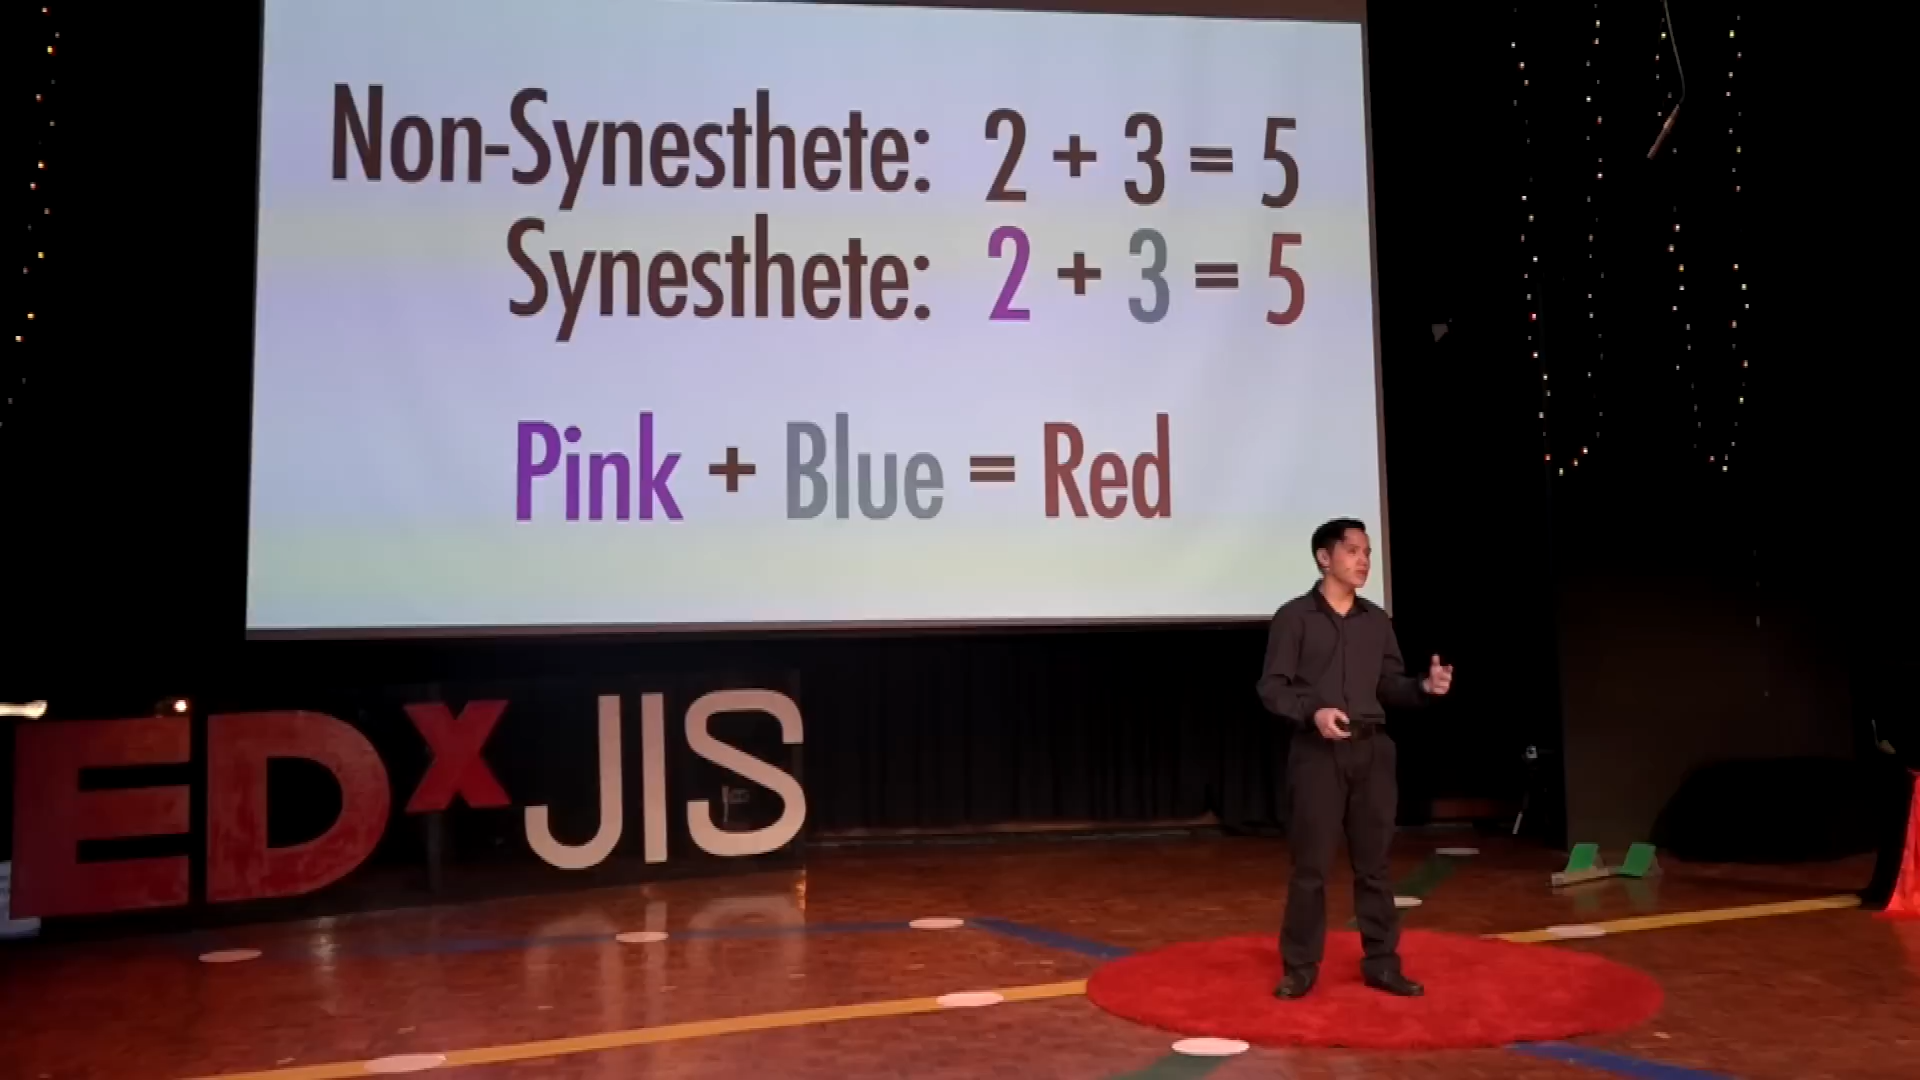 Non-Synesthete: 2 + 3 = 5
Synesthete: 2 + 3 = 5
Pink + Blue = Red
EDxJIS